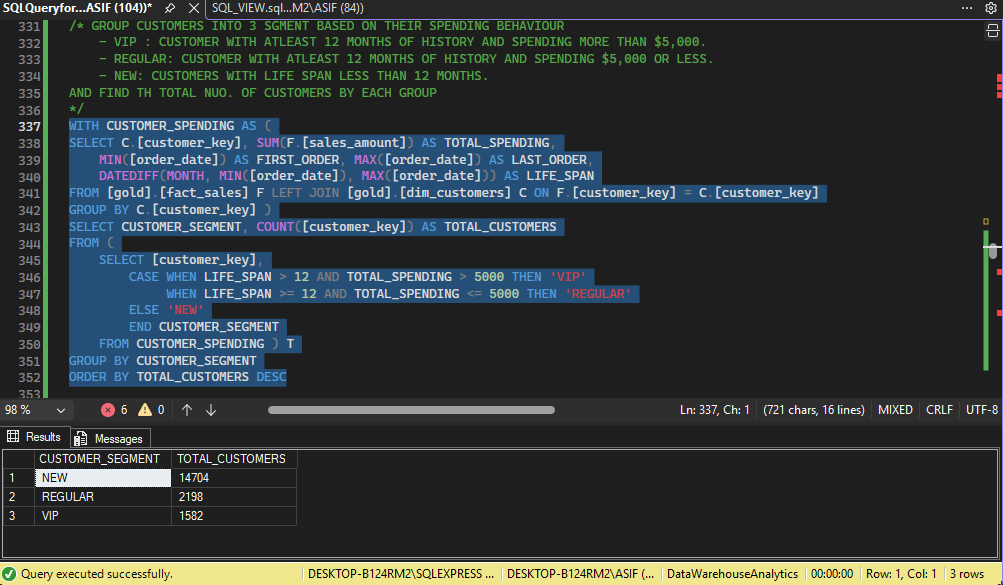 SQLQueryfor...ASIF (104))*
SQL_VIEW.sql...M2\ASIF (84))
331 /* GROUP CUSTOMERS INTO 3 SGMENT BASED ON THEIR SPENDING BEHAVIOUR
332 - VIP : CUSTOMER WITH ATLEAST 12 MONTHS OF HISTORY AND SPENDING MORE THAN $5,000.
333 - REGULAR: CUSTOMER WITH ATLEAST 12 MONTHS OF HISTORY AND SPENDING $5,000 OR LESS.
334 - NEW: CUSTOMERS WITH LIFE SPAN LESS THAN 12 MONTHS.
335 AND FIND TH TOTAL NUO. OF CUSTOMERS BY EACH GROUP
336 */
337 WITH CUSTOMER_SPENDING AS (
338 SELECT C.[customer_key], SUM(F.[sales_amount]) AS TOTAL_SPENDING,
339 MIN([order_date]) AS FIRST_ORDER, MAX([order_date]) AS LAST_ORDER,
340 DATEDIFF(MONTH, MIN([order_date]), MAX([order_date])) AS LIFE_SPAN
341 FROM [gold].[fact_sales] F LEFT JOIN [gold].[dim_customers] C ON F.[customer_key] = C.[customer_key]
342 GROUP BY C.[customer_key] )
343 SELECT CUSTOMER_SEGMENT, COUNT([customer_key]) AS TOTAL_CUSTOMERS
344 FROM (
345 SELECT [customer_key],
346 CASE WHEN LIFE_SPAN > 12 AND TOTAL_SPENDING > 5000 THEN 'VIP'
347 WHEN LIFE_SPAN >= 12 AND TOTAL_SPENDING <= 5000 THEN 'REGULAR'
348 ELSE 'NEW'
349 END CUSTOMER_SEGMENT
350 FROM CUSTOMER_SPENDING ) T
351 GROUP BY CUSTOMER_SEGMENT
352 ORDER BY TOTAL_CUSTOMERS DESC
353
98 % 6 0 Ln: 337, Ch: 1 (721 chars, 16 lines) MIXED CRLF UTF-8
Results Messages
CUSTOMER_SEGMENT TOTAL_CUSTOMERS
1 NEW 14704
2 REGULAR 2198
3 VIP 1582
Query executed successfully. DESKTOP-B124RM2\SQLEXPRESS ... DESKTOP-B124RM2\ASIF (... DataWarehouseAnalytics 00:00:00 Row: 1, Col: 1 3 rows